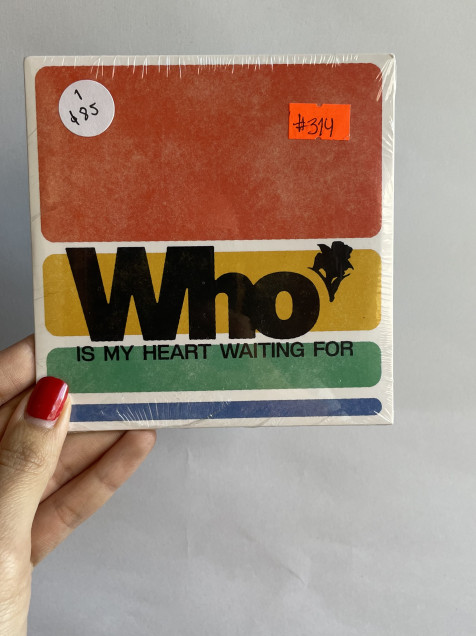 1
$85
#314
Who
IS MY HEART WAITING FOR